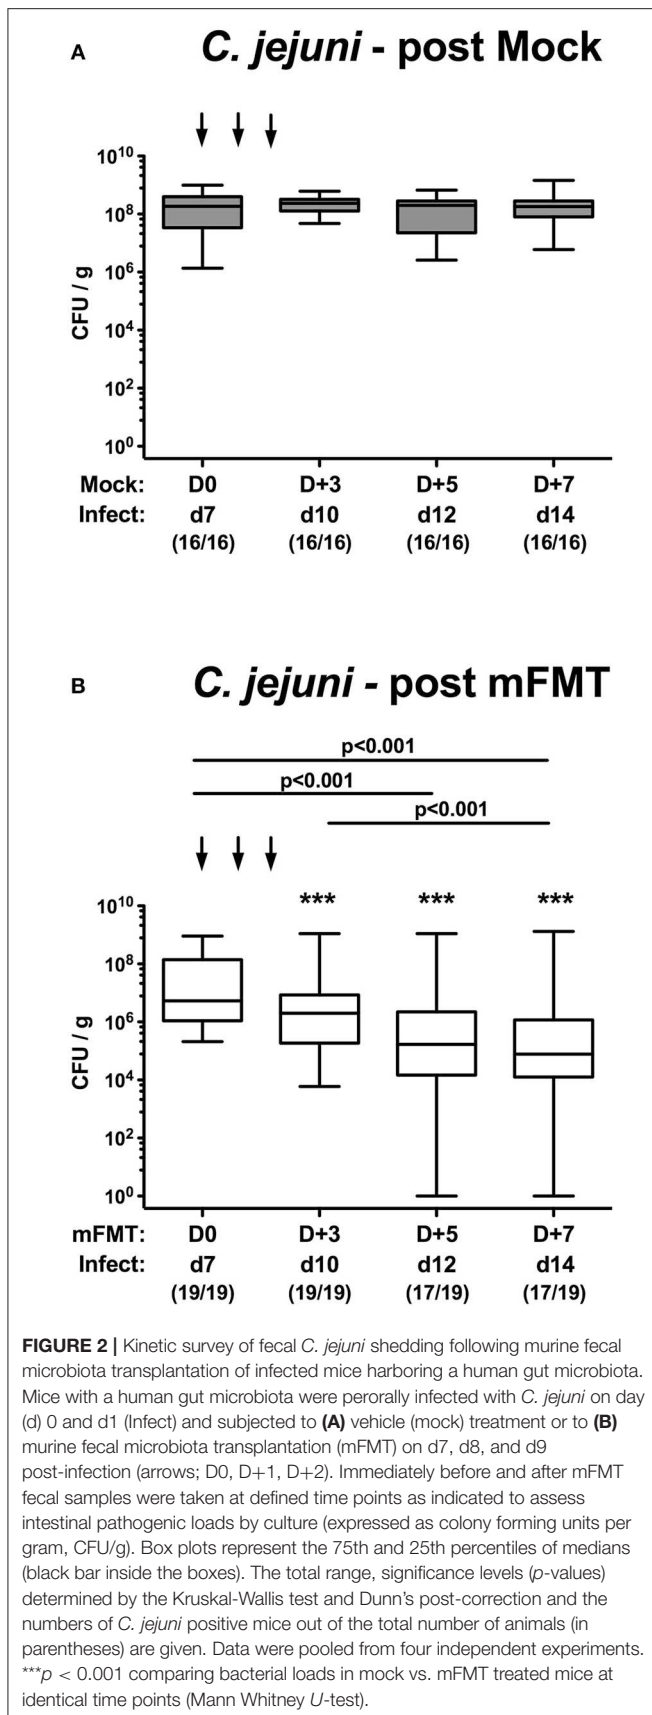 A
C. jejuni - post Mock
10^10
10^8
10^6
10^4
10^2
10^0
CFU / g
Mock: D0 D+3 D+5 D+7
Infect: d7 d10 d12 d14
(16/16) (16/16) (16/16) (16/16)
B
C. jejuni - post mFMT
p<0.001
p<0.001
p<0.001
*** *** ***
10^10
10^8
10^6
10^4
10^2
10^0
CFU / g
mFMT: D0 D+3 D+5 D+7
Infect: d7 d10 d12 d14
(19/19) (19/19) (17/19) (17/19)
FIGURE 2 | Kinetic survey of fecal C. jejuni shedding following murine fecal
microbiota transplantation of infected mice harboring a human gut microbiota.
Mice with a human gut microbiota were perorally infected with C. jejuni on day
(d) 0 and d1 (Infect) and subjected to (A) vehicle (mock) treatment or to (B)
murine fecal microbiota transplantation (mFMT) on d7, d8, and d9
post-infection (arrows; D0, D+1, D+2). Immediately before and after mFMT
fecal samples were taken at defined time points as indicated to assess
intestinal pathogenic loads by culture (expressed as colony forming units per
gram, CFU/g). Box plots represent the 75th and 25th percentiles of medians
(black bar inside the boxes). The total range, significance levels (p-values)
determined by the Kruskal-Wallis test and Dunn's post-correction and the
numbers of C. jejuni positive mice out of the total number of animals (in
parentheses) are given. Data were pooled from four independent experiments.
***p < 0.001 comparing bacterial loads in mock vs. mFMT treated mice at
identical time points (Mann Whitney U-test).